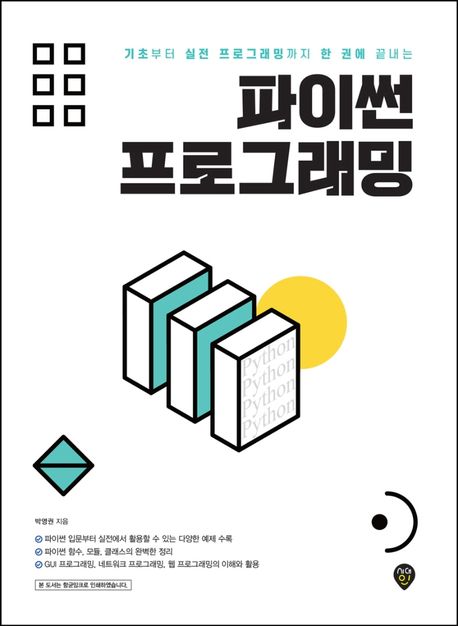 기초부터 실전 프로그래밍까지 한 권에 끝내는
파이썬
프로그래밍
Python
Python
Python
Python
박영권 지음
파이썬 입문부터 실전에서 활용할 수 있는 다양한 예제 수록
파이썬 함수, 모듈, 클래스의 완벽한 정리
GUI 프로그래밍, 네트워크 프로그래밍, 웹 프로그래밍의 이해와 활용
본 도서는 항균잉크로 인쇄하였습니다.
시대
인